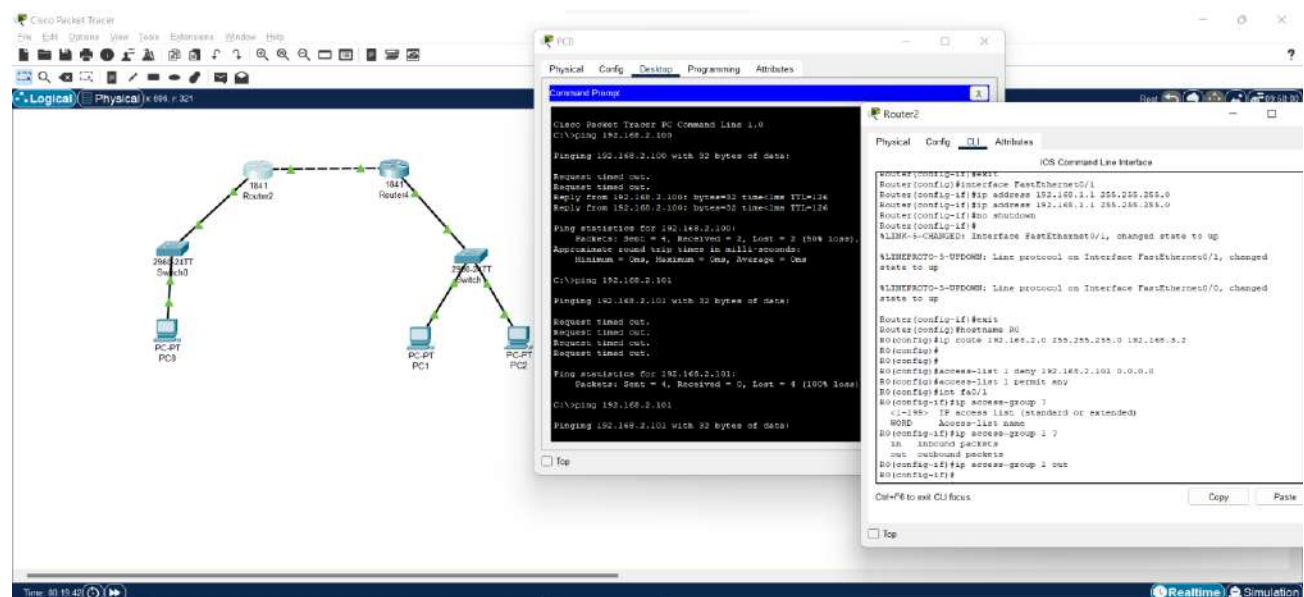 Cisco Packet Tracer
File Edit Options View Tools Extensions Window Help
?
Logical Physical x: 696, y: 321
Root 09:50:00
1841
Router2
1841
Router4
2960-24TT
Switch0
2960-24TT
Switch
PC-PT
PC0
PC-PT
PC1
PC-PT
PC2
PC0
Physical Config Desktop Programming Attributes
Command Prompt
X
Cisco Packet Tracer PC Command Line 1.0
C:\>ping 192.168.2.100
Pinging 192.168.2.100 with 32 bytes of data:
Request timed out.
Request timed out.
Reply from 192.168.2.100: bytes=32 time<1ms TTL=126
Reply from 192.168.2.100: bytes=32 time<1ms TTL=126
Ping statistics for 192.168.2.100:
Packets: Sent = 4, Received = 2, Lost = 2 (50% loss),
Approximate round trip times in milli-seconds:
Minimum = 0ms, Maximum = 0ms, Average = 0ms
C:\>ping 192.168.2.101
Pinging 192.168.2.101 with 32 bytes of data:
Request timed out.
Request timed out.
Request timed out.
Request timed out.
Ping statistics for 192.168.2.101:
Packets: Sent = 4, Received = 0, Lost = 4 (100% loss)
C:\>ping 192.168.2.101
Pinging 192.168.2.101 with 32 bytes of data:
Top
Router2
Physical Config CLI Attributes
IOS Command Line Interface
Router(config-if)#exit
Router(config)#interface FastEthernet0/1
Router(config-if)#ip address 192.168.1.1 255.255.255.0
Router(config-if)#ip address 192.168.1.1 255.255.255.0
Router(config-if)#no shutdown
Router(config-if)#
%LINK-5-CHANGED: Interface FastEthernet0/1, changed state to up
%LINEPROTO-5-UPDOWN: Line protocol on Interface FastEthernet0/1, changed
state to up
%LINEPROTO-5-UPDOWN: Line protocol on Interface FastEthernet0/0, changed
state to up
Router(config-if)#exit
Router(config)#hostname R0
R0(config)#ip route 192.168.2.0 255.255.255.0 192.168.3.2
R0(config)#
R0(config)#
R0(config)#access-list 1 deny 192.168.2.101 0.0.0.0
R0(config)#access-list 1 permit any
R0(config)#int fa0/1
R0(config-if)#ip access-group ?
<1-199> IP access list (standard or extended)
WORD Access-list name
R0(config-if)#ip access-group 1 ?
in inbound packets
out outbound packets
R0(config-if)#ip access-group 1 out
R0(config-if)#
Ctrl+F6 to exit CLI focus
Copy Paste
Top
Time: 00:19:42
Realtime Simulation